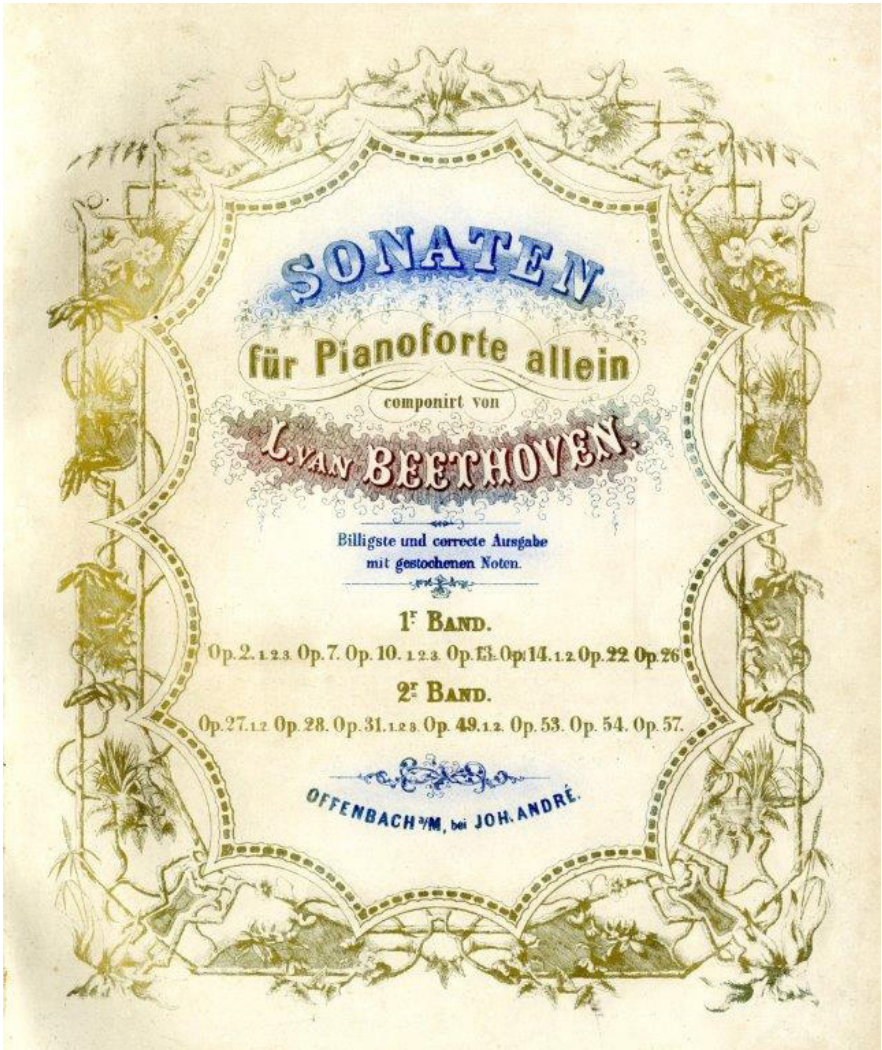 SONATEN
für Pianoforte allein
componirt von
L. VAN BEETHOVEN.
Billigste und correcte Ausgabe
mit gestochenen Noten.
1r BAND.
Op. 2. 1. 2. 3. Op. 7. Op. 10. 1. 2. 3. Op. 13. Op. 14. 1. 2. Op. 22 Op. 26
2r BAND.
Op. 27. 1. 2. Op. 28. Op. 31. 1. 2. 3. Op. 49. 1. 2. Op. 53. Op. 54. Op. 57.
OFFENBACH a/M, bei JOH. ANDRÉ.